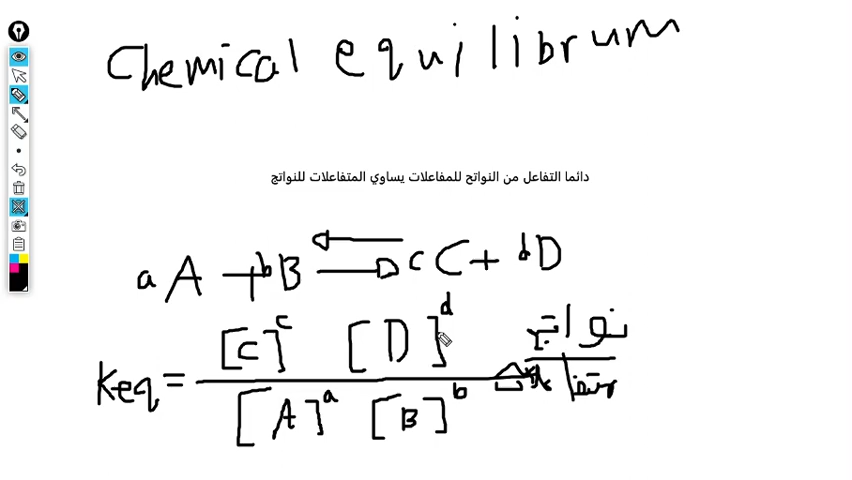 Chemical equilibrum
دائما التفاعل من النواتج للمفاعلات يساوي المتفاعلات للنواتج
aA + bB ⇌ cC + dD
Keq = [C]^c [D]^d / [A]^a [B]^b
نواتج